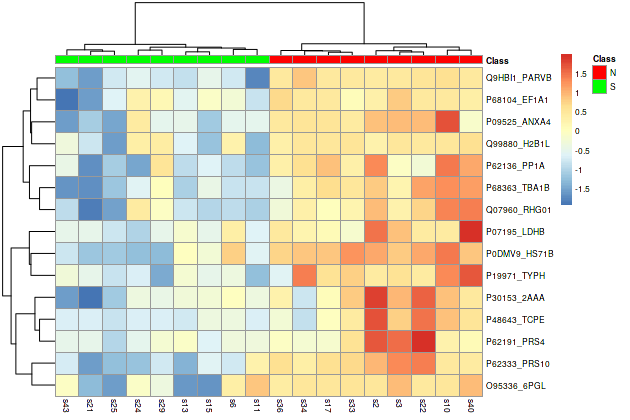 Class
Q9HBI1_PARVB
P68104_EF1A1
P09525_ANXA4
Q99880_H2B1L
P62136_PP1A
P68363_TBA1B
Q07960_RHG01
P07195_LDHB
P0DMV9_HS71B
P19971_TYPH
P30153_2AAA
P48643_TCPE
P62191_PRS4
P62333_PRS10
O95336_6PGL
s43 s21 s25 s24 s29 s13 s15 s6 s11 s36 s34 s17 s33 s2 s3 s22 s10 s40
1.5
1
0.5
0
-0.5
-1
-1.5
Class
N
S